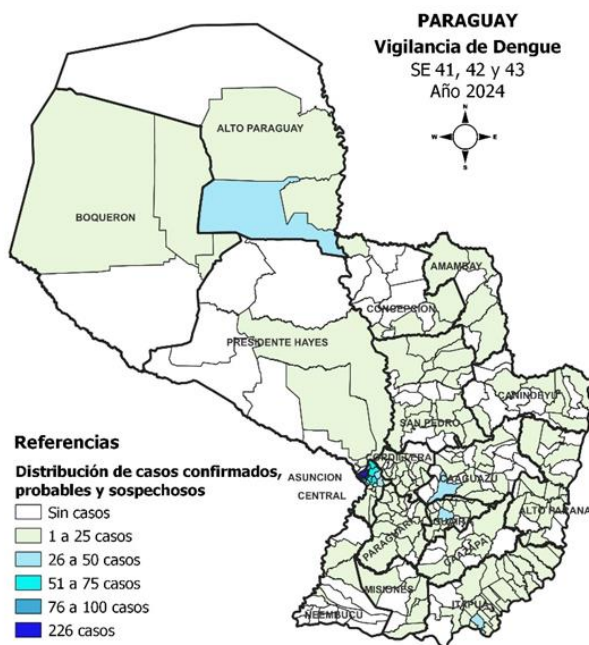 PARAGUAY
Vigilancia de Dengue
SE 41, 42 y 43
Año 2024
N
W
E
S
ALTO PARAGUAY
BOQUERON
AMAMBAY
CONCEPCION
PRESIDENTE HAYES
CANINDEYU
SAN PEDRO
CORDILLERA
ASUNCION
CENTRAL
CAAGUAZU
ALTO PARANA
GUAIRA
PARAGUARI
CAAZAPA
MISIONES
ITAPUA
ÑEEMBUCU
Referencias
Distribución de casos confirmados,
probables y sospechosos
Sin casos
1 a 25 casos
26 a 50 casos
51 a 75 casos
76 a 100 casos
226 casos